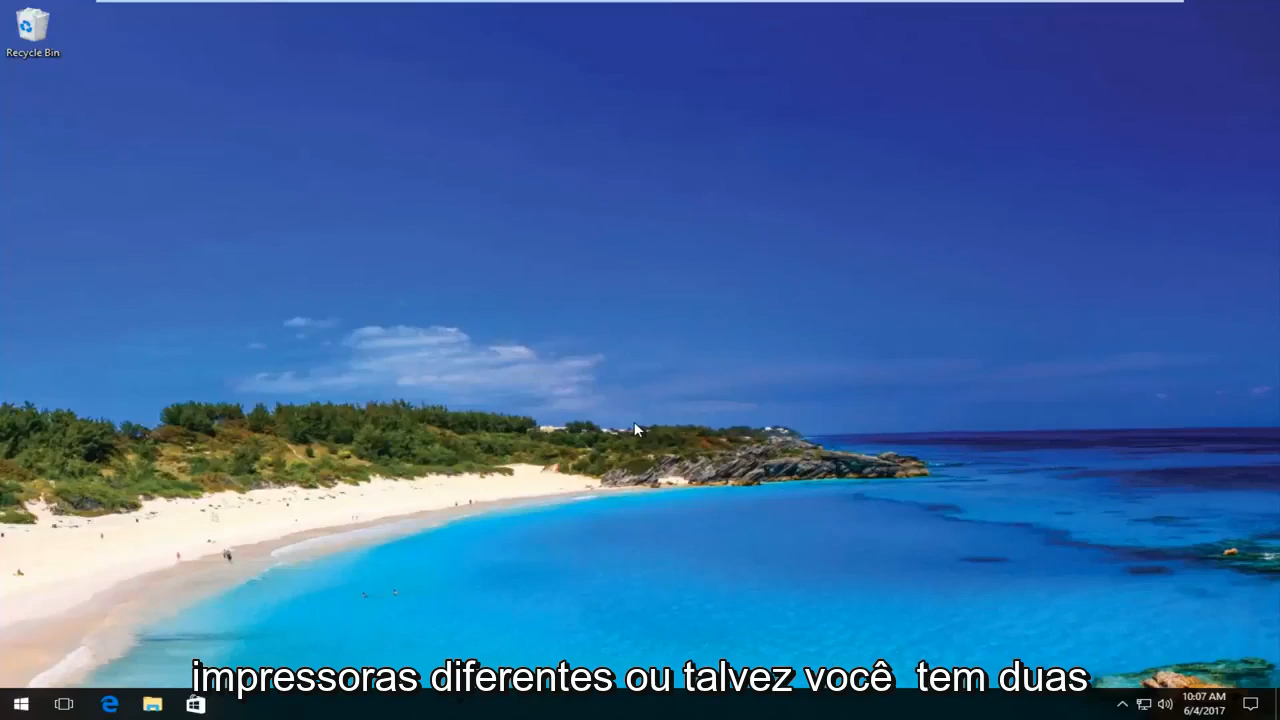 Recycle Bin
impressoras diferentes ou talvez você  tem duas
10:07 AM
6/4/2017